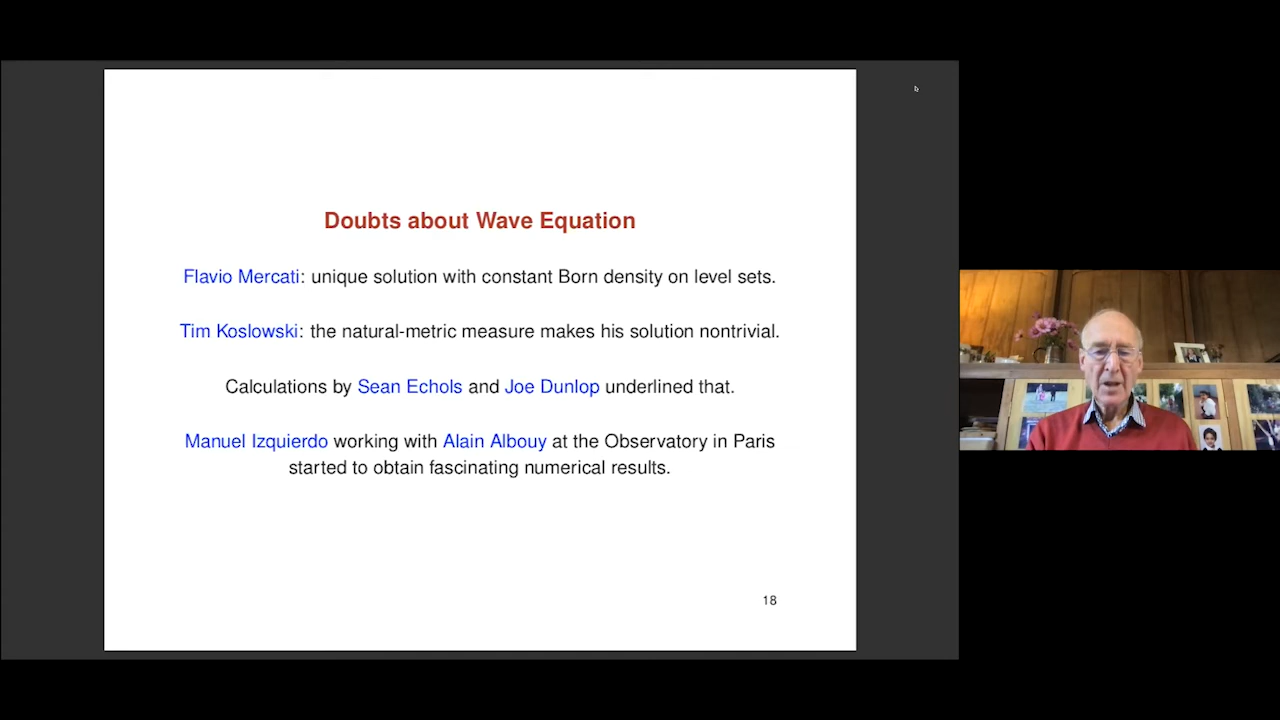 Doubts about Wave Equation
Flavio Mercati: unique solution with constant Born density on level sets.
Tim Koslowski: the natural-metric measure makes his solution nontrivial.
Calculations by Sean Echols and Joe Dunlop underlined that.
Manuel Izquierdo working with Alain Albouy at the Observatory in Paris
started to obtain fascinating numerical results.
18